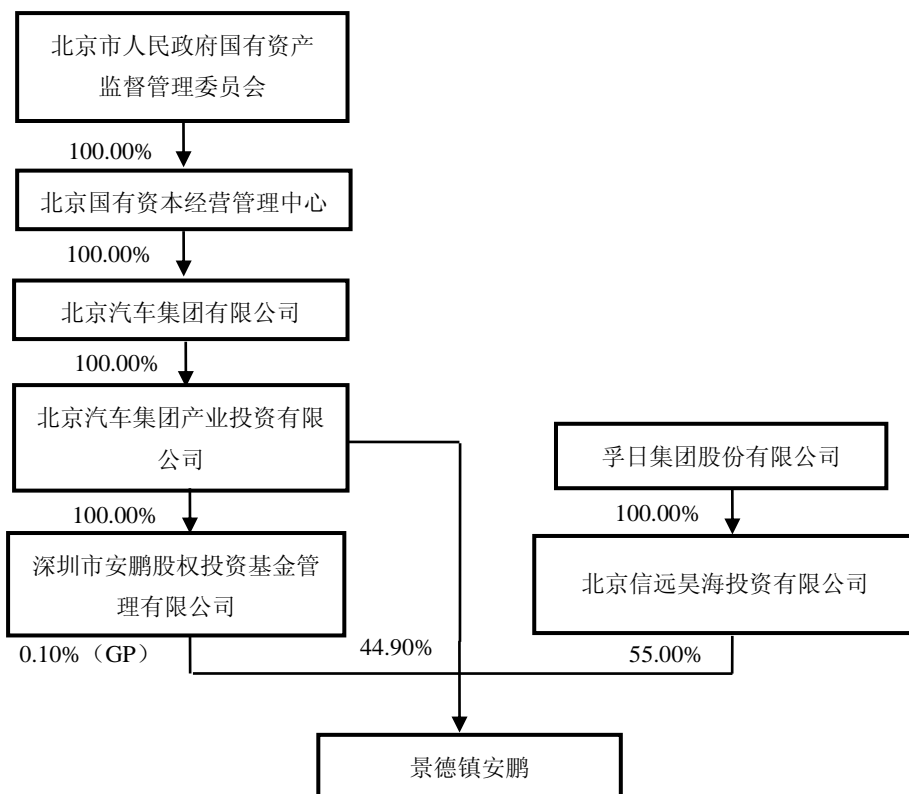 北京市人民政府国有资产
监督管理委员会
100.00%
北京国有资本经营管理中心
100.00%
北京汽车集团有限公司
100.00%
北京汽车集团产业投资有限
公司
孚日集团股份有限公司
100.00%
100.00%
深圳市安鹏股权投资基金管
理有限公司
北京信远昊海投资有限公司
0.10%（GP）
44.90%
55.00%
景德镇安鹏